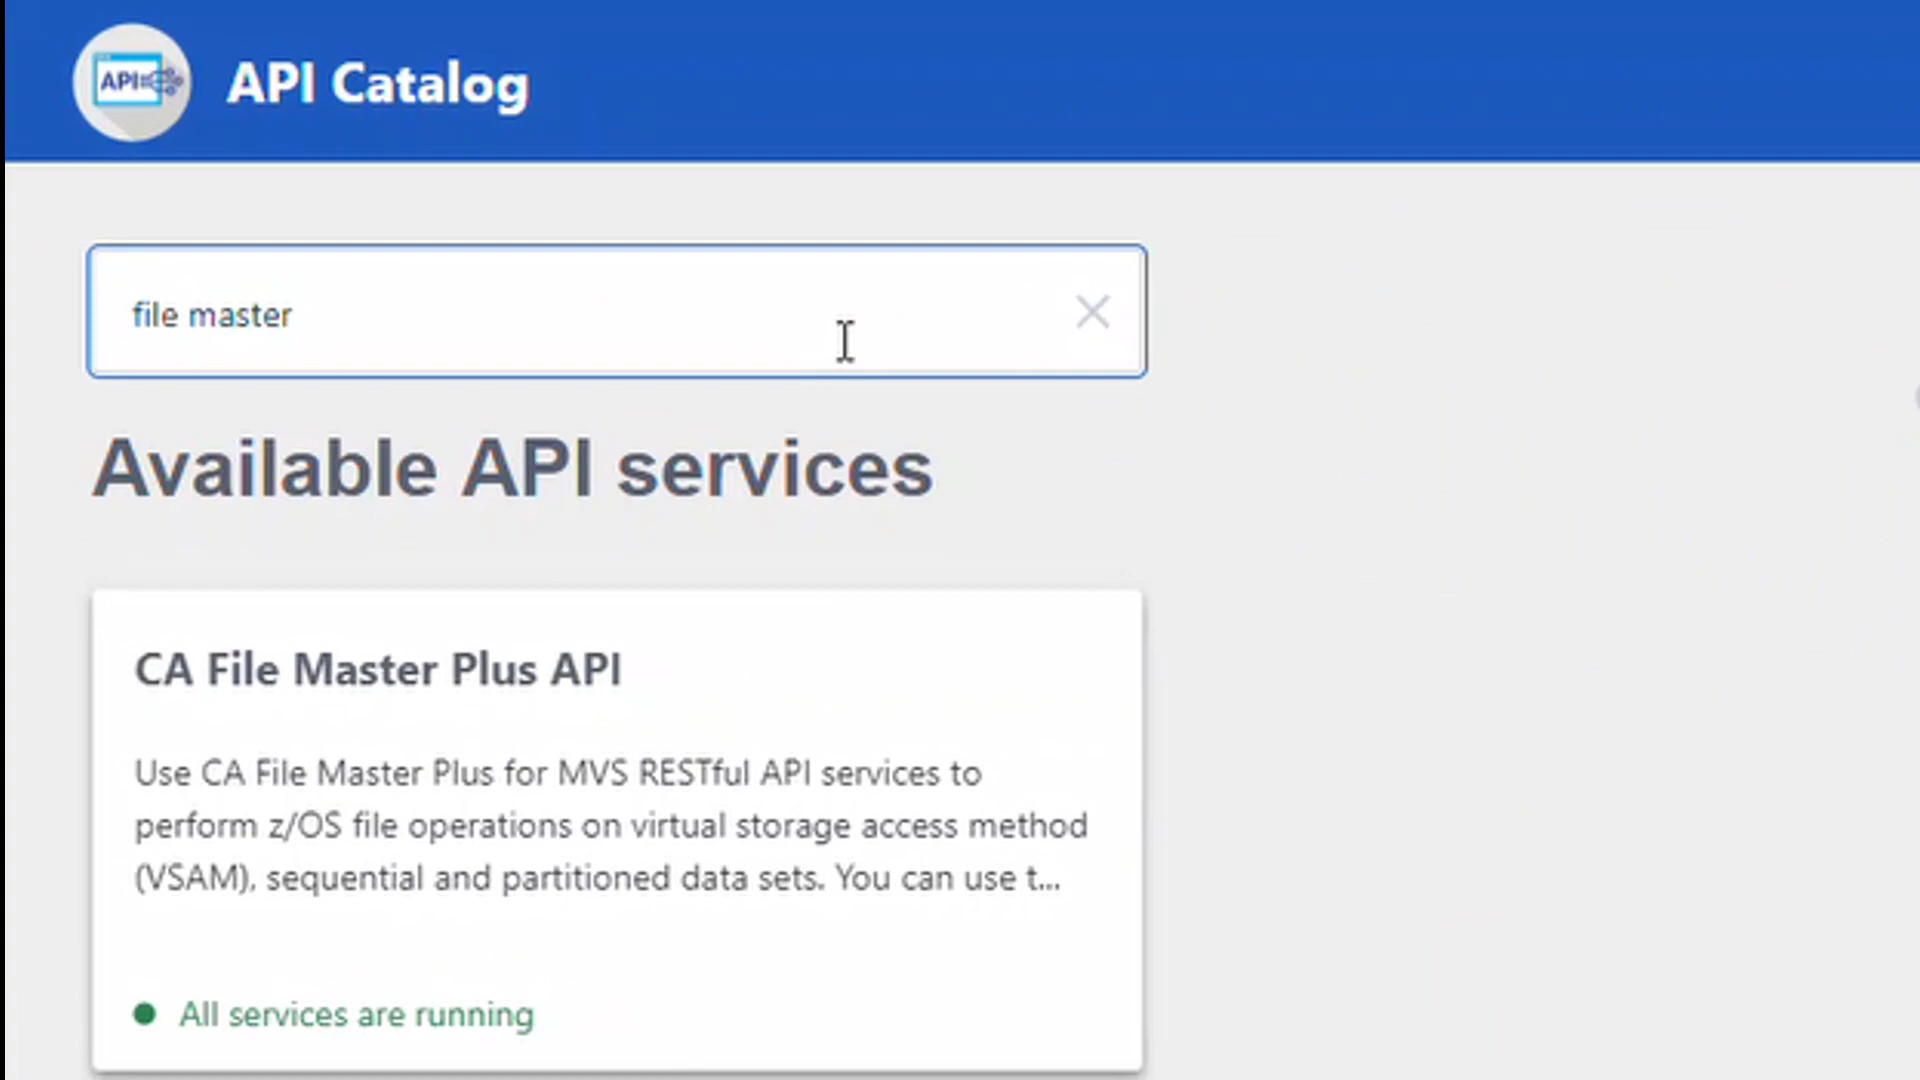 API
API Catalog
file master
Available API services
CA File Master Plus API
Use CA File Master Plus for MVS RESTful API services to
perform z/OS file operations on virtual storage access method
(VSAM), sequential and partitioned data sets. You can use t...
All services are running